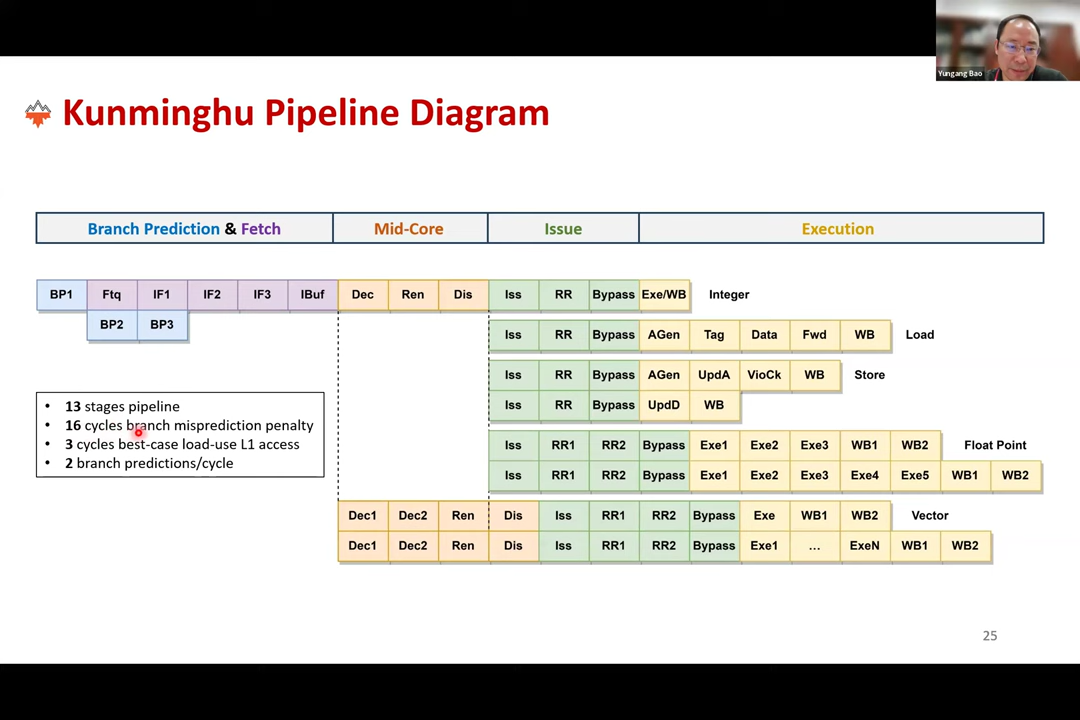 Yungang Bao
Kunminghu Pipeline Diagram
Branch Prediction & Fetch Mid-Core Issue Execution
BP1 Ftq IF1 IF2 IF3 IBuf Dec Ren Dis Iss RR Bypass Exe/WB Integer
BP2 BP3
Iss RR Bypass AGen Tag Data Fwd WB Load
Iss RR Bypass AGen UpdA VioCk WB Store
Iss RR Bypass UpdD WB
• 13 stages pipeline
• 16 cycles branch misprediction penalty
• 3 cycles best-case load-use L1 access
• 2 branch predictions/cycle
Iss RR1 RR2 Bypass Exe1 Exe2 Exe3 WB1 WB2 Float Point
Iss RR1 RR2 Bypass Exe1 Exe2 Exe3 Exe4 Exe5 WB1 WB2
Dec1 Dec2 Ren Dis Iss RR1 RR2 Bypass Exe WB1 WB2 Vector
Dec1 Dec2 Ren Dis Iss RR1 RR2 Bypass Exe1 ... ExeN WB1 WB2
25